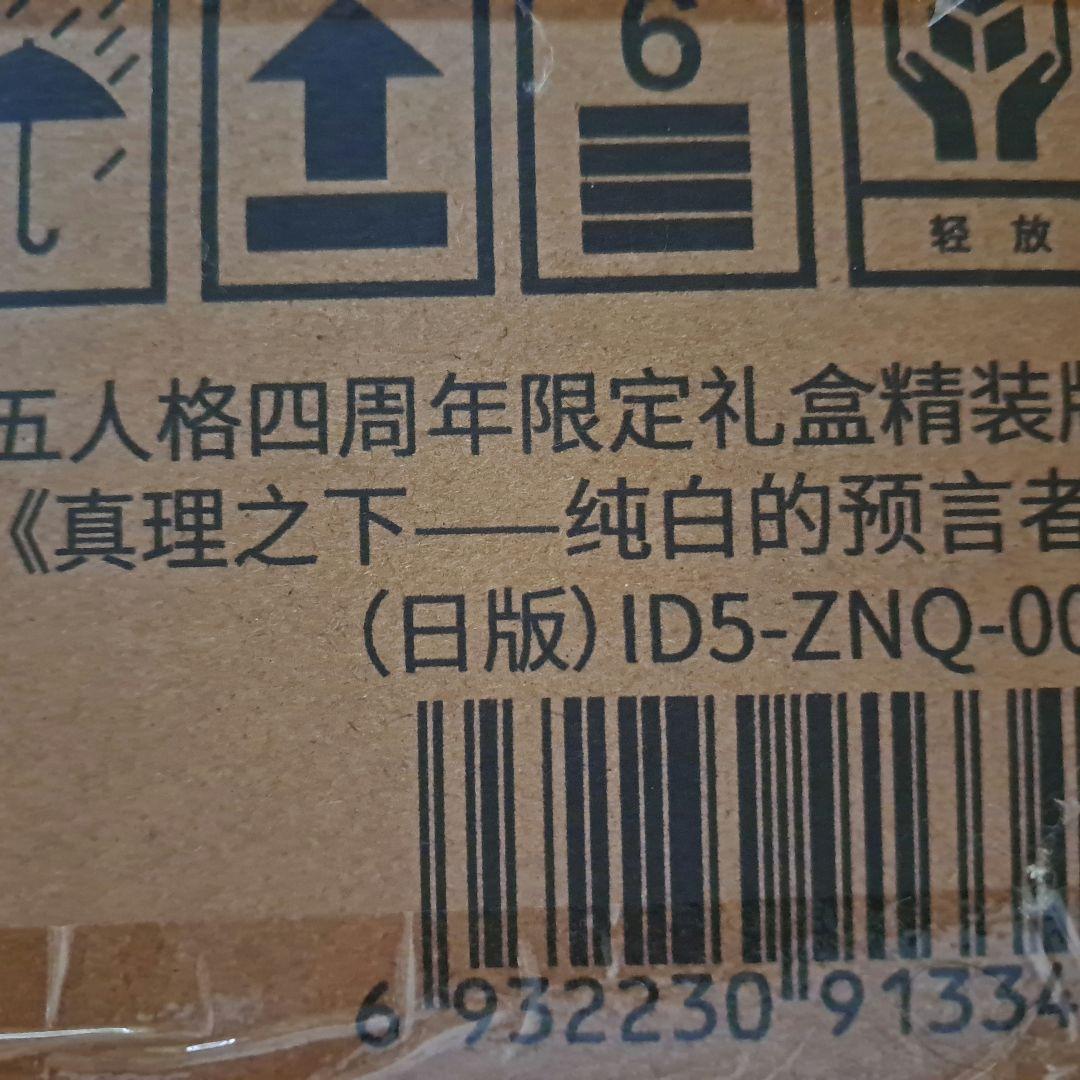 6
轻放
五人格四周年限定礼盒精装版
《真理之下——纯白的预言者
(日版)ID5-ZNQ-00
6 932230 91334